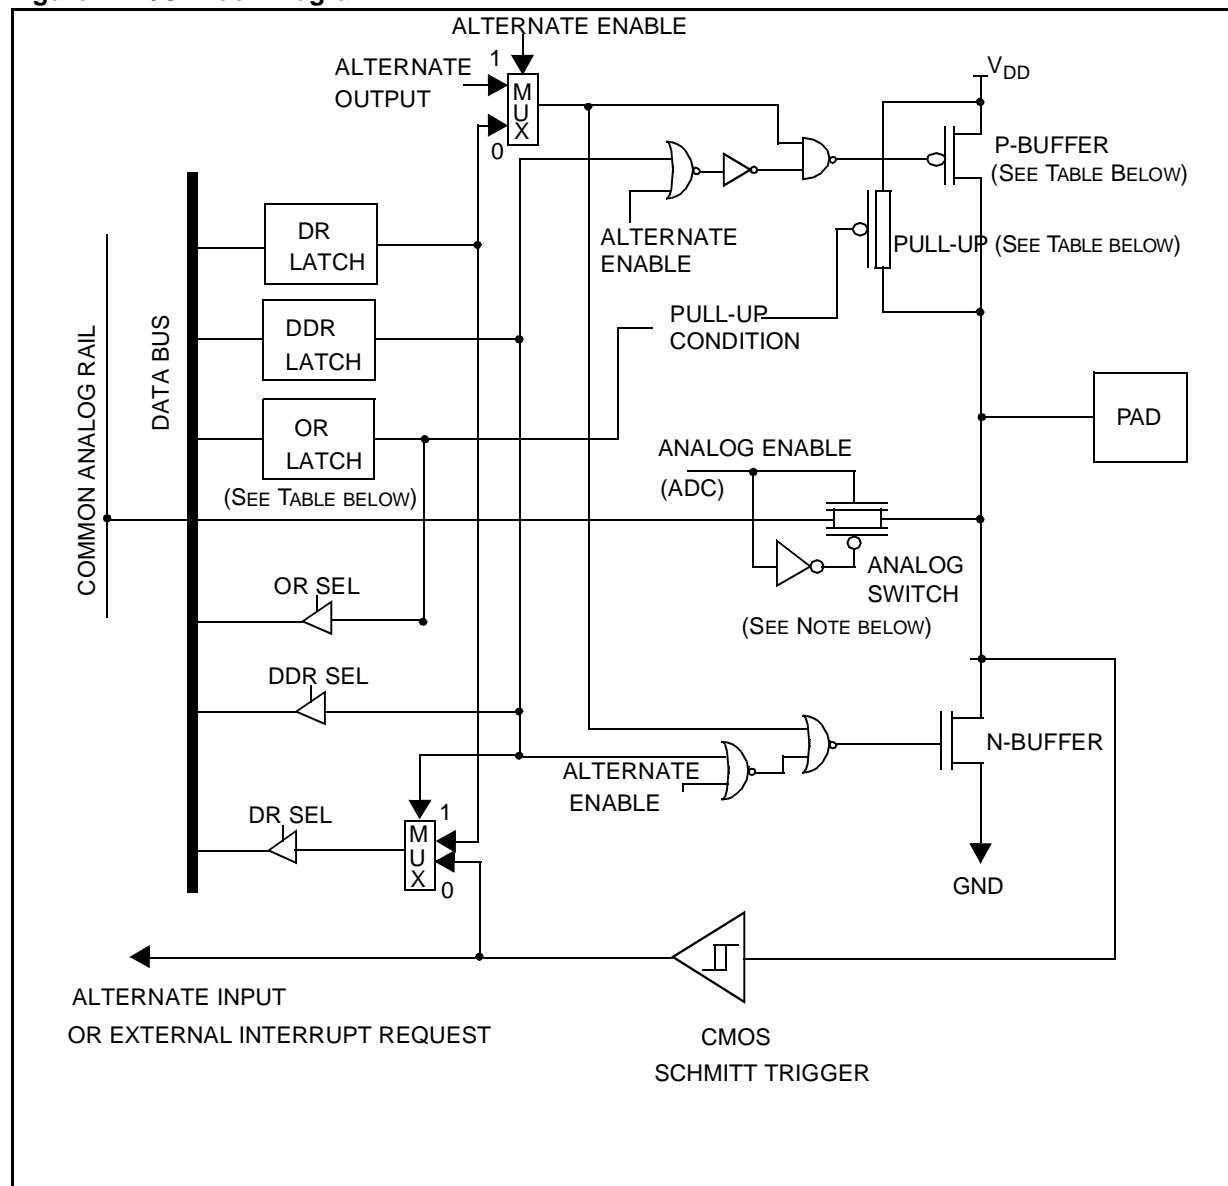 ALTERNATE ENABLE
1
ALTERNATE
OUTPUT
MUX
0
VDD
P-BUFFER
(SEE TABLE BELOW)
ALTERNATE
ENABLE
PULL-UP (SEE TABLE BELOW)
DR
LATCH
DDR
LATCH
OR
LATCH
(SEE TABLE BELOW)
PULL-UP
CONDITION
COMMON ANALOG RAIL
DATA BUS
PAD
ANALOG ENABLE
(ADC)
ANALOG
SWITCH
(SEE NOTE BELOW)
OR SEL
DDR SEL
DR SEL
N-BUFFER
ALTERNATE
ENABLE
1
MUX
0
GND
ALTERNATE INPUT
OR EXTERNAL INTERRUPT REQUEST
CMOS
SCHMITT TRIGGER